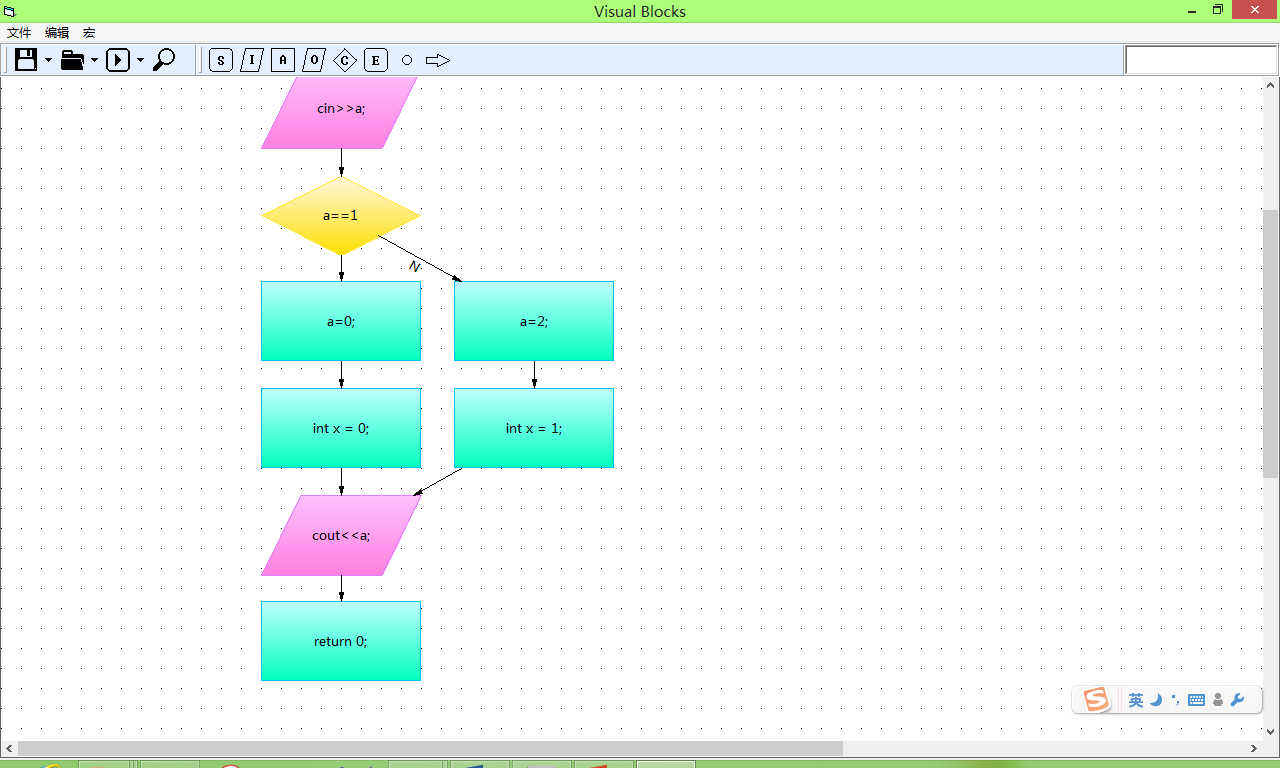 Visual Blocks
文件 编辑 宏
S I A O C E
cin>>a;
a==1
N
a=0; a=2;
int x = 0; int x = 1;
cout<<a;
return 0;
S 英